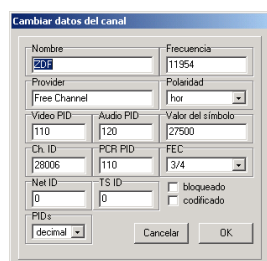 Cambiar datos del canal
Nombre
Frecuencia
ZDF
11954
Provider
Polaridad
Free Channel
hor
Video PID
Audio PID
Valor del símbolo
110
120
27500
Ch. ID
PCR PID
FEC
28006
110
3/4
Net ID
TS ID
bloqueado
0
0
codificado
PIDs
decimal
Cancelar
OK